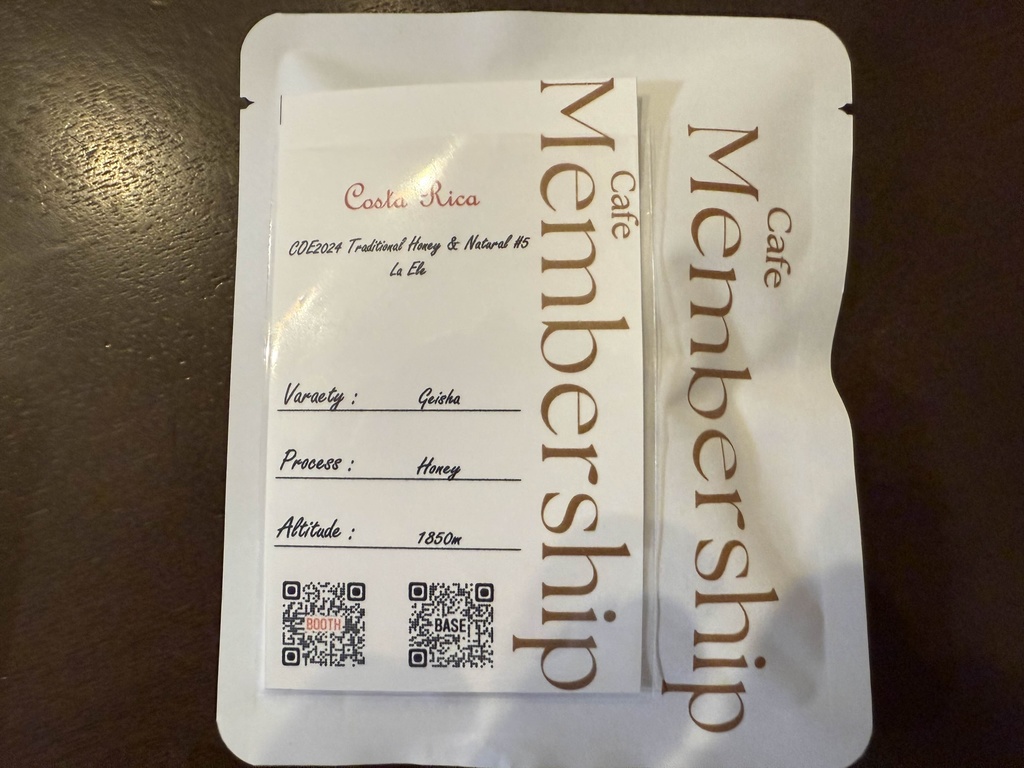 Costa Rica
COE2024 Traditional Honey & Natural #5
La Ele
Varaety : Geisha
Process : Honey
Altitude : 1850m
BOOTH
BASE
Cafe
Membership
Cafe
Membership